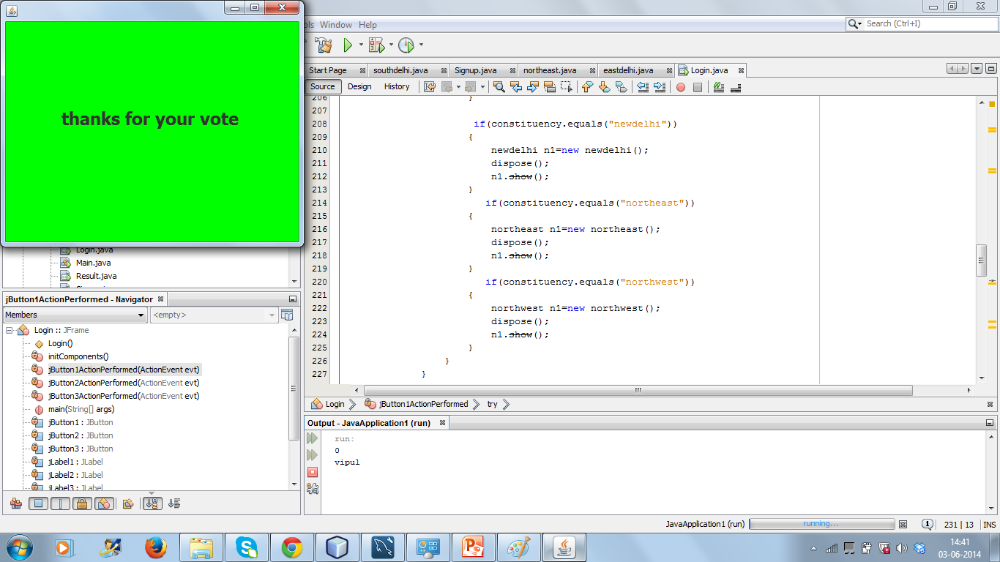 thanks for your vote
ols Window Help
Search (Ctrl+I)
Start Page southdelhi.java Signup.java northeast.java eastdelhi.java Login.java
Source Design History
206 }
207
208 if(constituency.equals("newdelhi"))
209 {
210 newdelhi n1=new newdelhi();
211 dispose();
212 n1.show();
213 }
214 if(constituency.equals("northeast"))
215 {
216 northeast n1=new northeast();
217 dispose();
218 n1.show();
219 }
220 if(constituency.equals("northwest"))
221 {
222 northwest n1=new northwest();
223 dispose();
224 n1.show();
225 }
226 }
227 }
Login jButton1ActionPerformed try
Login.java
Main.java
Result.java
jButton1ActionPerformed - Navigator
Members <empty>
Login :: JFrame
Login()
initComponents()
jButton1ActionPerformed(ActionEvent evt)
jButton2ActionPerformed(ActionEvent evt)
jButton3ActionPerformed(ActionEvent evt)
main(String[] args)
jButton1 : JButton
jButton2 : JButton
jButton3 : JButton
jLabel1 : JLabel
jLabel2 : JLabel
jLabel3 : JLabel
Output - JavaApplication1 (run)
run:
0
vipul
JavaApplication1 (run) running... 1 231 | 13 INS
14:41
03-06-2014